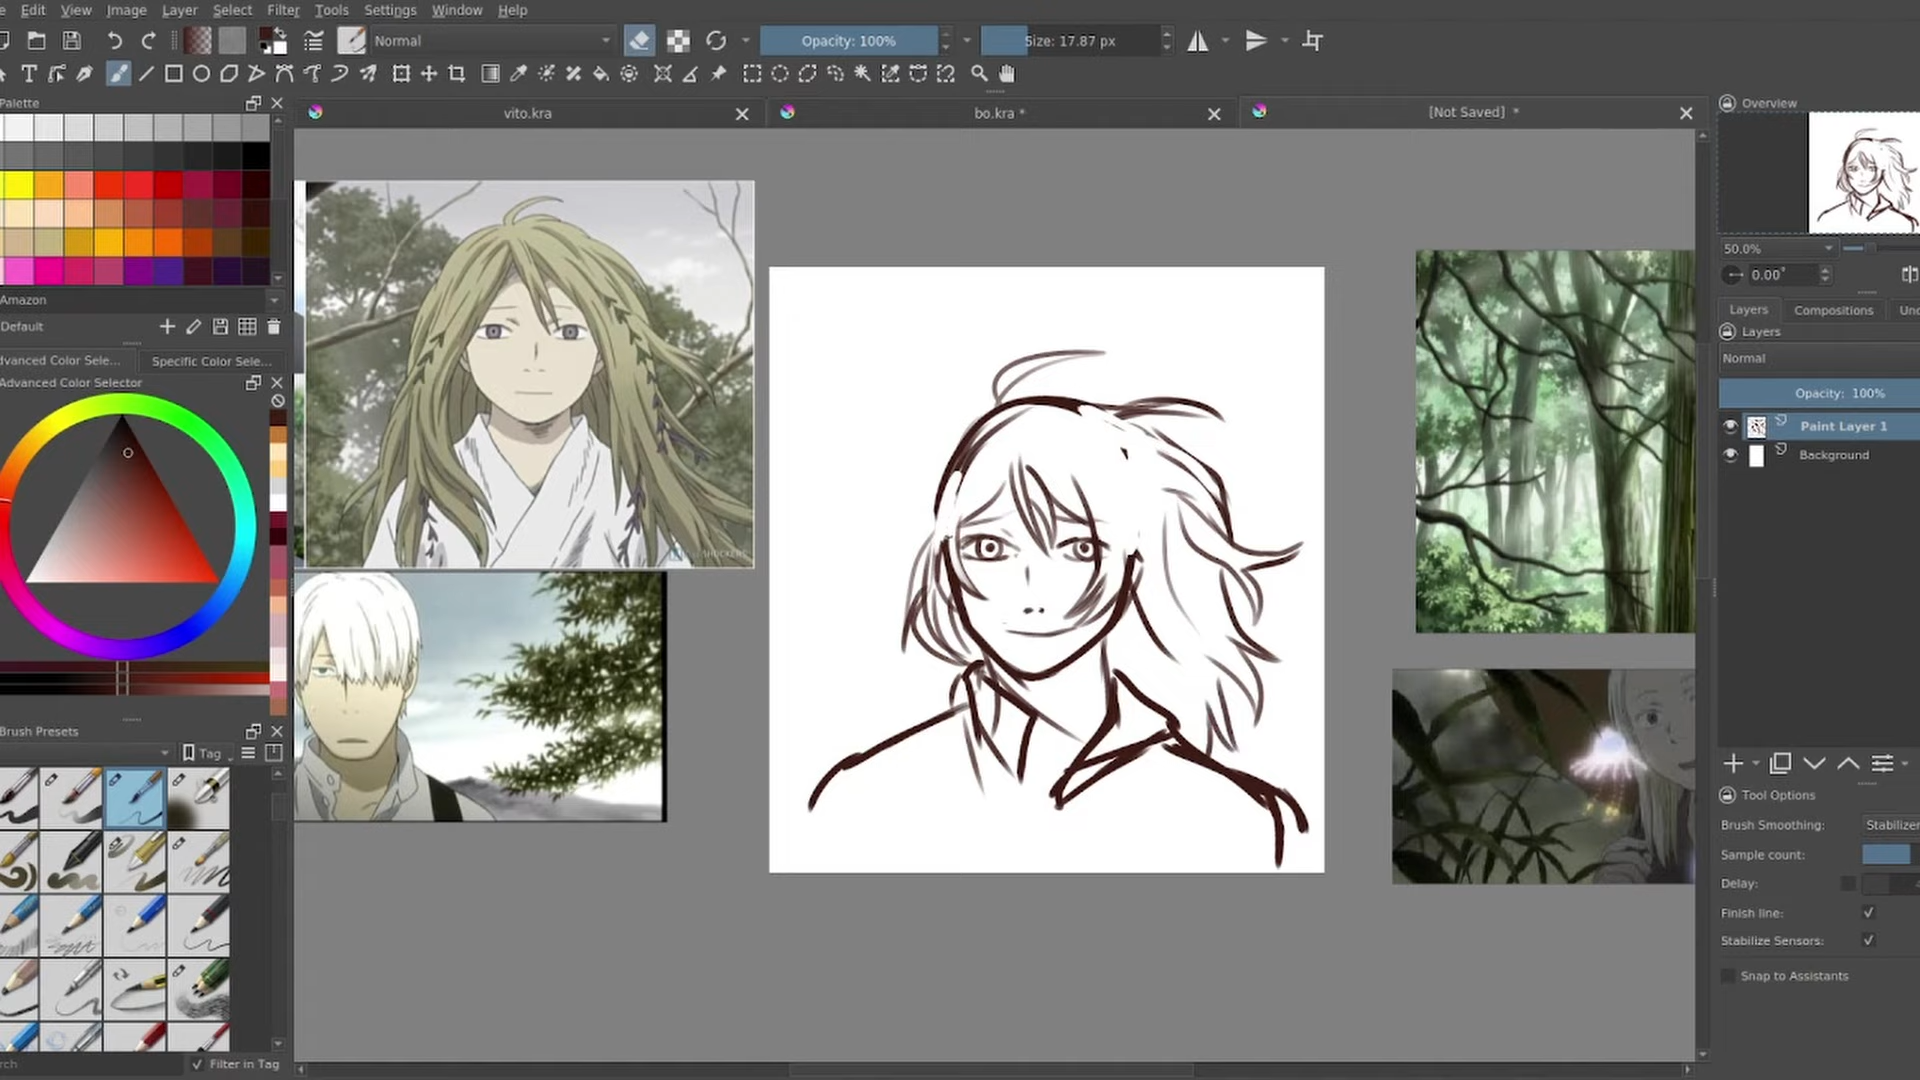 Edit View Image Layer Select Filter Tools Settings Window Help
Normal
Opacity: 100%
Size: 17.87 px
Palette
vito.kra
bo.kra *
[Not Saved] *
Overview
50.0%
0.00°
Amazon
Default
Layers
Compositions
Layers
Specific Color Sele...
Advanced Color Selector
Normal
Opacity: 100%
Paint Layer 1
Background
Brush Presets
Tag
Tool Options
Brush Smoothing:
Stabilizer
Sample count:
Delay:
Finish line:
Stabilize Sensors:
Snap to Assistants
Filter in Tag